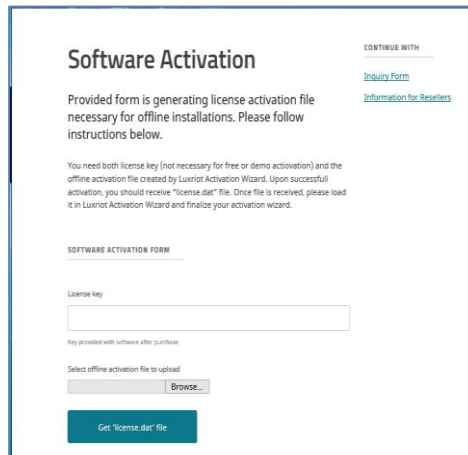 Software Activation
Provided form is generating license activation file
necessary for offline installations. Please follow
instructions below.
You need both license key (not necessary for free or demo actiovation) and the
offline activation file created by Luxriot Activation Wizard. Upon successfull
activation, you should receive "license.dat" file. Once file is received, please load
it in Luxriot Activation Wizard and finalize your activation wizard.
SOFTWARE ACTIVATION FORM
License key
Key provided with software after purchase
Select offline activation file to upload
Browse...
Get 'license.dat' file
CONTINUE WITH
Inquiry Form
Information for Resellers